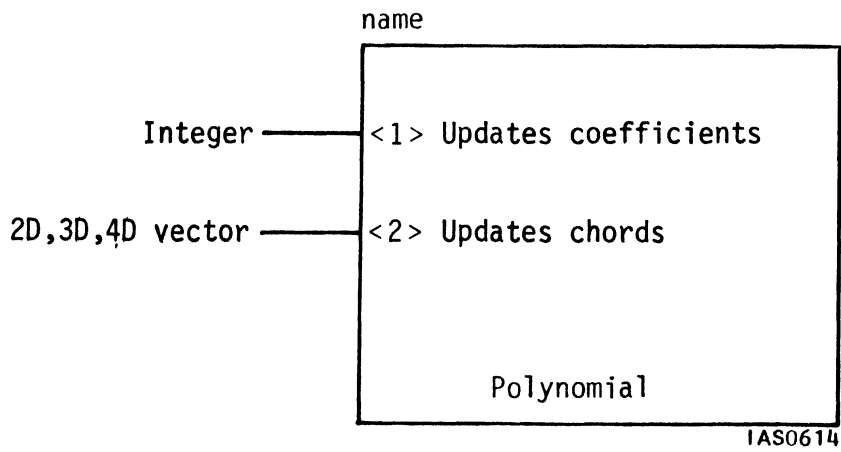 name
Integer <1> Updates coefficients
2D,3D,4D vector <2> Updates chords
Polynomial
IAS0614